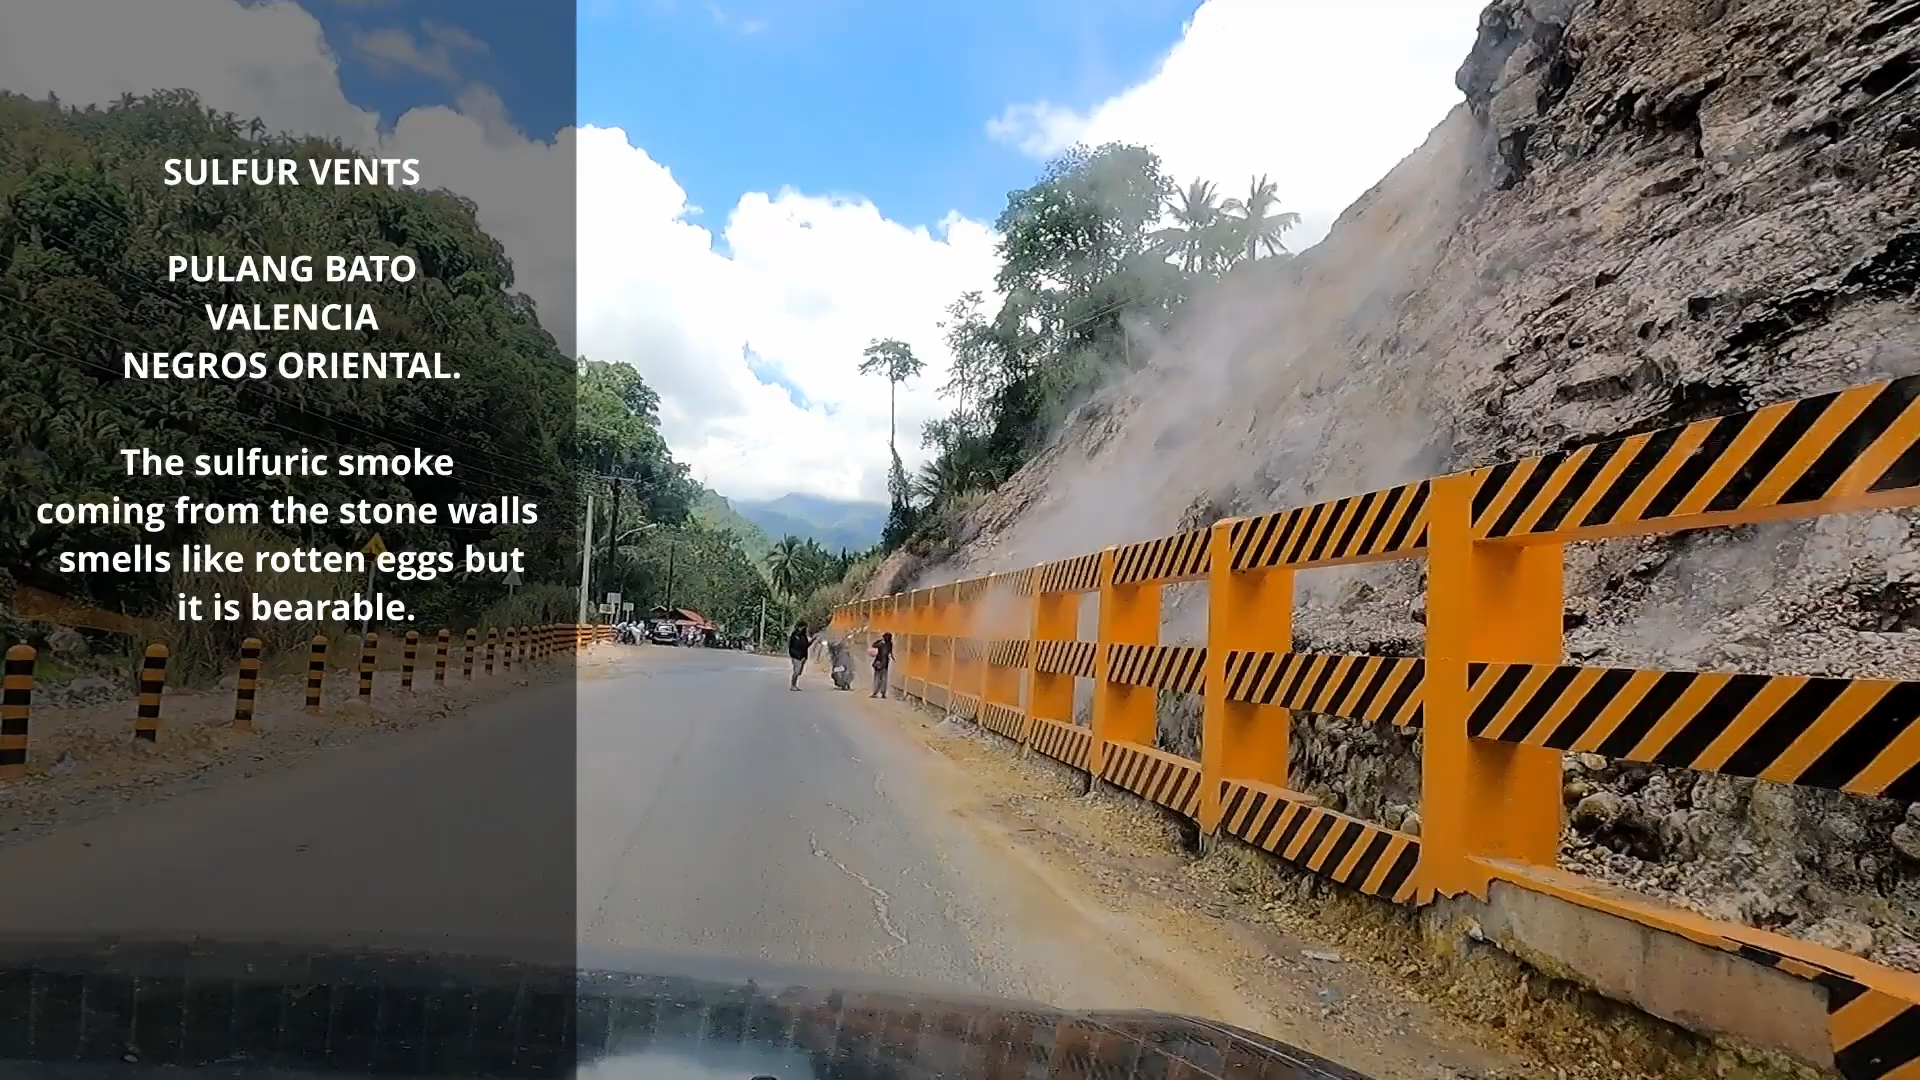 SULFUR VENTS
PULANG BATO
VALENCIA
NEGROS ORIENTAL.
The sulfuric smoke
coming from the stone walls
smells like rotten eggs but
it is bearable.